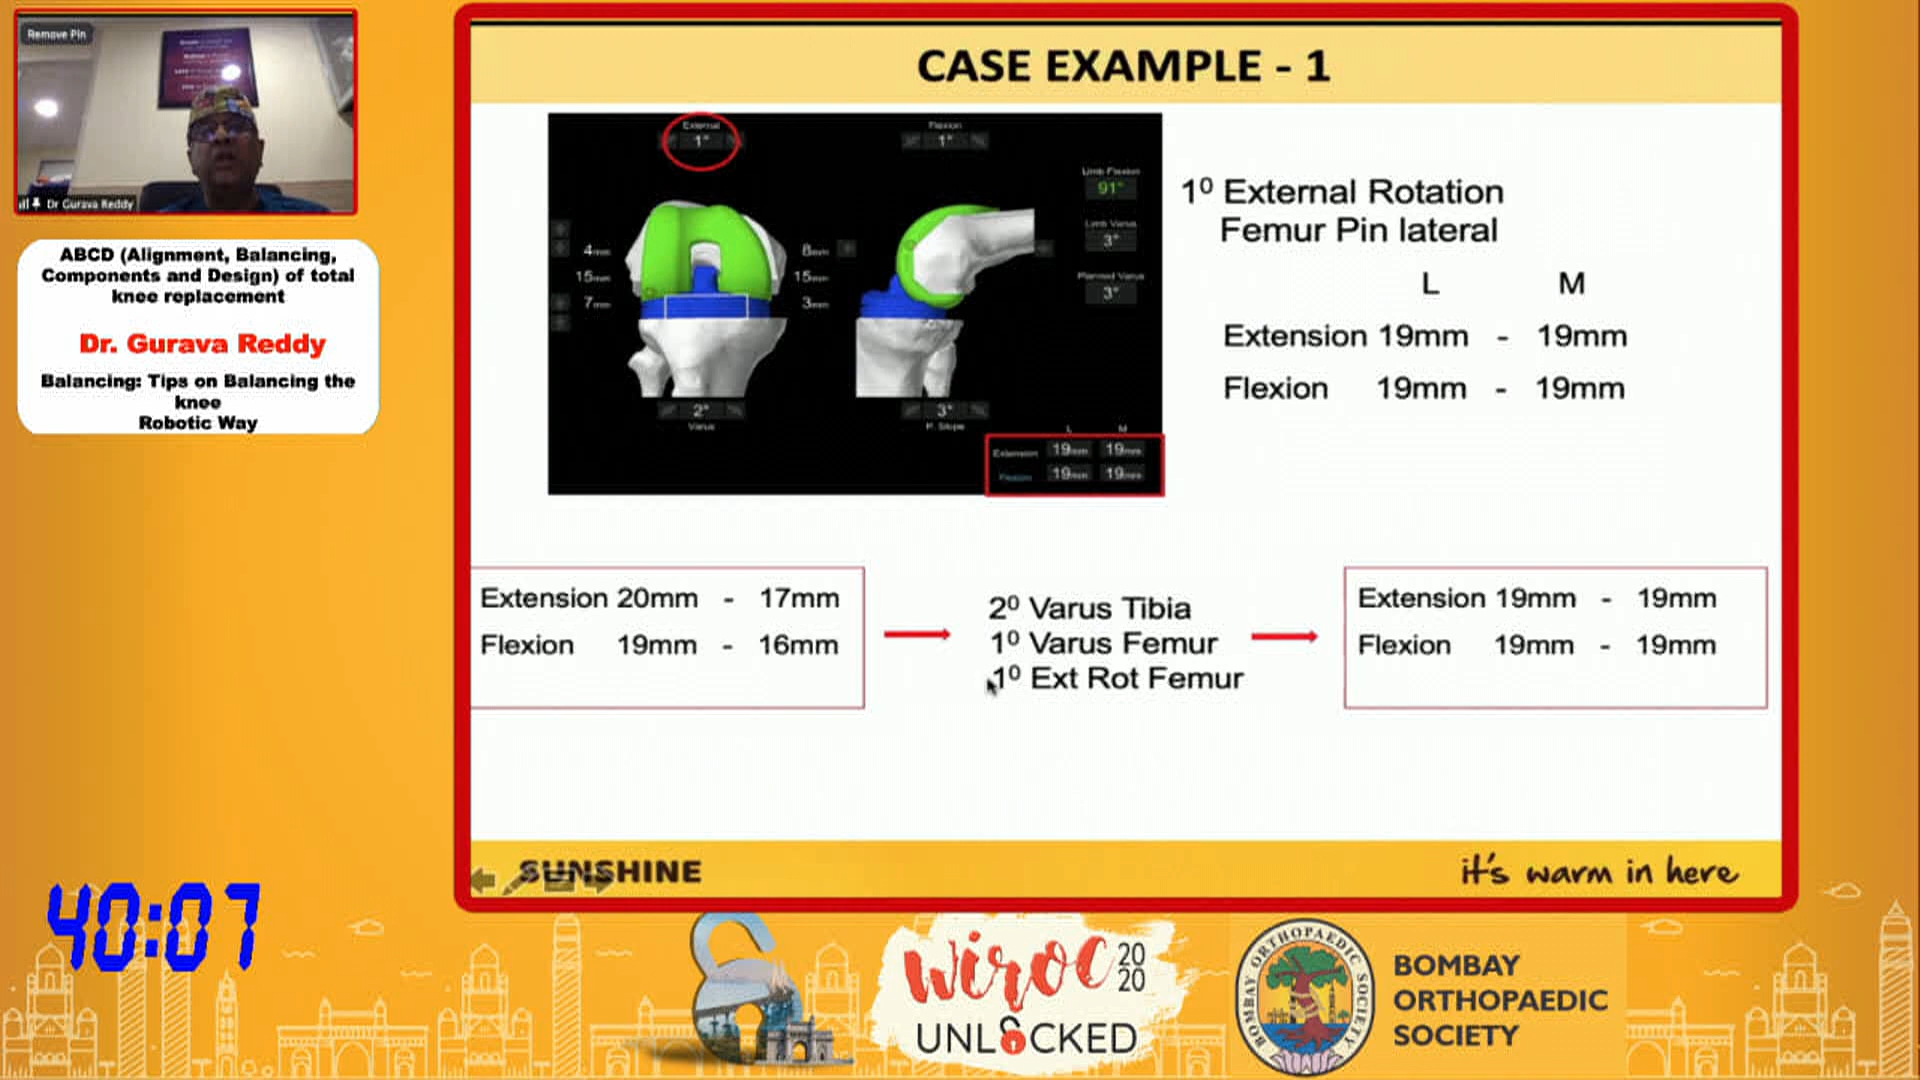 Remove Pin
Dr Gurava Reddy
ABCD (Alignment, Balancing,
Components and Design) of total
knee replacement
Dr. Gurava Reddy
Balancing: Tips on Balancing the
knee
Robotic Way
40:07
CASE EXAMPLE - 1
External
1°
Flexion
1°
Limb Flexion
91°
Limb Varus
3°
Planned Varus
3°
4mm
15mm
7mm
8mm
15mm
3mm
2°
Varus
3°
P. Slope
L M
Extension 19mm 19mm
Flexion 19mm 19mm
1⁰ External Rotation
Femur Pin lateral
L M
Extension 19mm - 19mm
Flexion 19mm - 19mm
Extension 20mm - 17mm
Flexion 19mm - 16mm
2⁰ Varus Tibia
1⁰ Varus Femur
1⁰ Ext Rot Femur
Extension 19mm - 19mm
Flexion 19mm - 19mm
SUNSHINE
it's warm in here
WIROC 2020
UNLOCKED
BOMBAY ORTHOPAEDIC SOCIETY
BOMBAY
ORTHOPAEDIC
SOCIETY